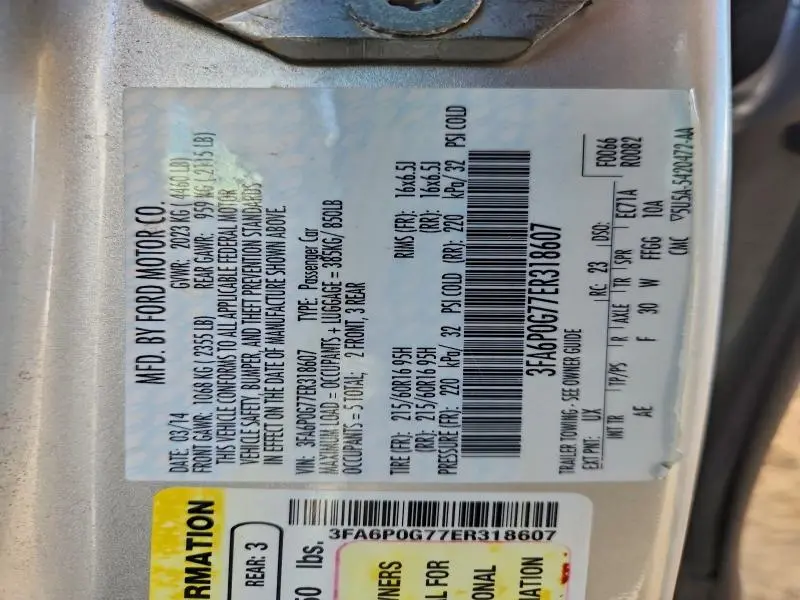 MFD. BY FORD MOTOR CO.
DATE: 03/14 GVWR: 2023 KG ( 4460 LB)
FRONT GAWR: 1068 KG ( 2355 LB) REAR GAWR: 959 KG ( 2115 LB)
THIS VEHICLE CONFORMS TO ALL APPLICABLE FEDERAL MOTOR
VEHICLE SAFETY, BUMPER, AND THEFT PREVENTION STANDARDS
IN EFFECT ON THE DATE OF MANUFACTURE SHOWN ABOVE.
VIN: 3FA6P0G77ER318607 TYPE: Passenger Car
MAXIMUM LOAD = OCCUPANTS + LUGGAGE = 385KG/ 850LB
OCCUPANTS = 5 TOTAL; 2 FRONT, 3 REAR
TIRE (FR): 215/60R16 95H RIMS (FR): 16x6.5J
(RR): 215/60R16 95H (RR): 16x6.5J
PRESSURE (FR): 220 kPa/ 32 PSI COLD (RR): 220 kPa/ 32 PSI COLD
3FA6P0G77ER318607
TRAILER TOWING - SEE OWNER GUIDE F0066
R0082
EXT PNT: UX RC: 23 DSO:
INT TR TP/PS R AXLE TR SPR EC71A
AE F 30 W FFGG 10A
CMC 5U5A-5420472-AA
3FA6P0G77ER318607
RMATION
REAR: 3
lbs.